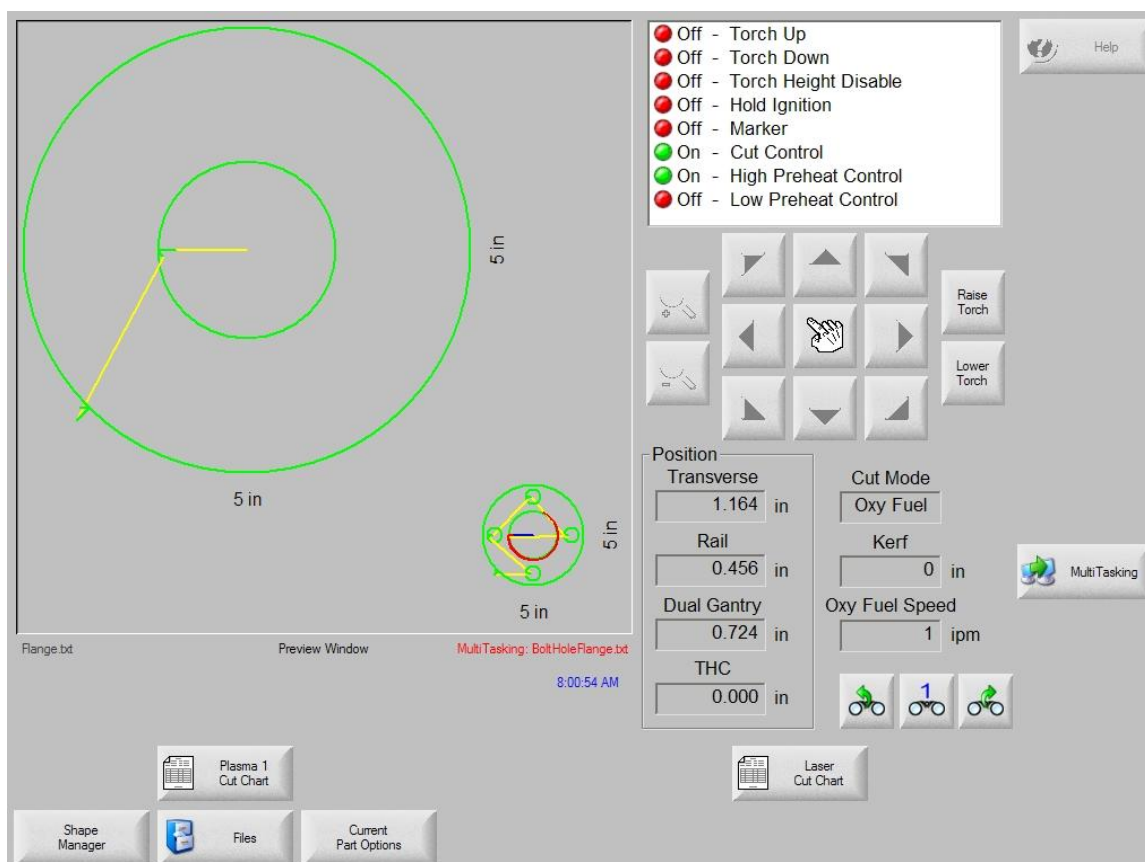 Off - Torch Up
Off - Torch Down
Off - Torch Height Disable
Off - Hold Ignition
Off - Marker
On - Cut Control
On - High Preheat Control
Off - Low Preheat Control
Help
5 in
5 in
5 in
5 in
Flange.txt
Preview Window
MultiTasking: BoltHoleFlange.txt
8:00:54 AM
Raise
Torch
Lower
Torch
Position
Transverse
1.164 in
Rail
0.456 in
Dual Gantry
0.724 in
THC
0.000 in
Cut Mode
Oxy Fuel
Kerf
0 in
Oxy Fuel Speed
1 ipm
1
MultiTasking
Plasma 1
Cut Chart
Laser
Cut Chart
Shape
Manager
Files
Current
Part Options